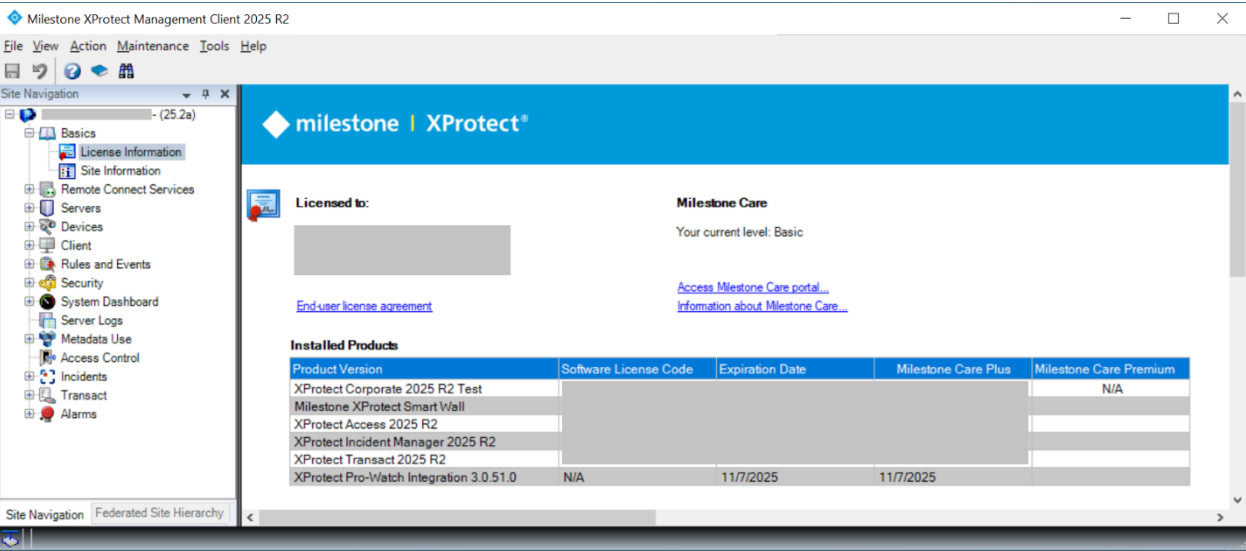 Milestone XProtect Management Client 2025 R2
File View Action Maintenance Tools Help
Site Navigation
- (25.2a)
Basics
License Information
Site Information
Remote Connect Services
Servers
Devices
Client
Rules and Events
Security
System Dashboard
Server Logs
Metadata Use
Access Control
Incidents
Transact
Alarms
Site Navigation Federated Site Hierarchy
milestone | XProtect®
Licensed to:
End-user license agreement
Milestone Care
Your current level: Basic
Access Milestone Care portal...
Information about Milestone Care...
Installed Products
Product Version Software License Code Expiration Date Milestone Care Plus Milestone Care Premium
XProtect Corporate 2025 R2 Test N/A
Milestone XProtect Smart Wall
XProtect Access 2025 R2
XProtect Incident Manager 2025 R2
XProtect Transact 2025 R2
XProtect Pro-Watch Integration 3.0.51.0 N/A 11/7/2025 11/7/2025